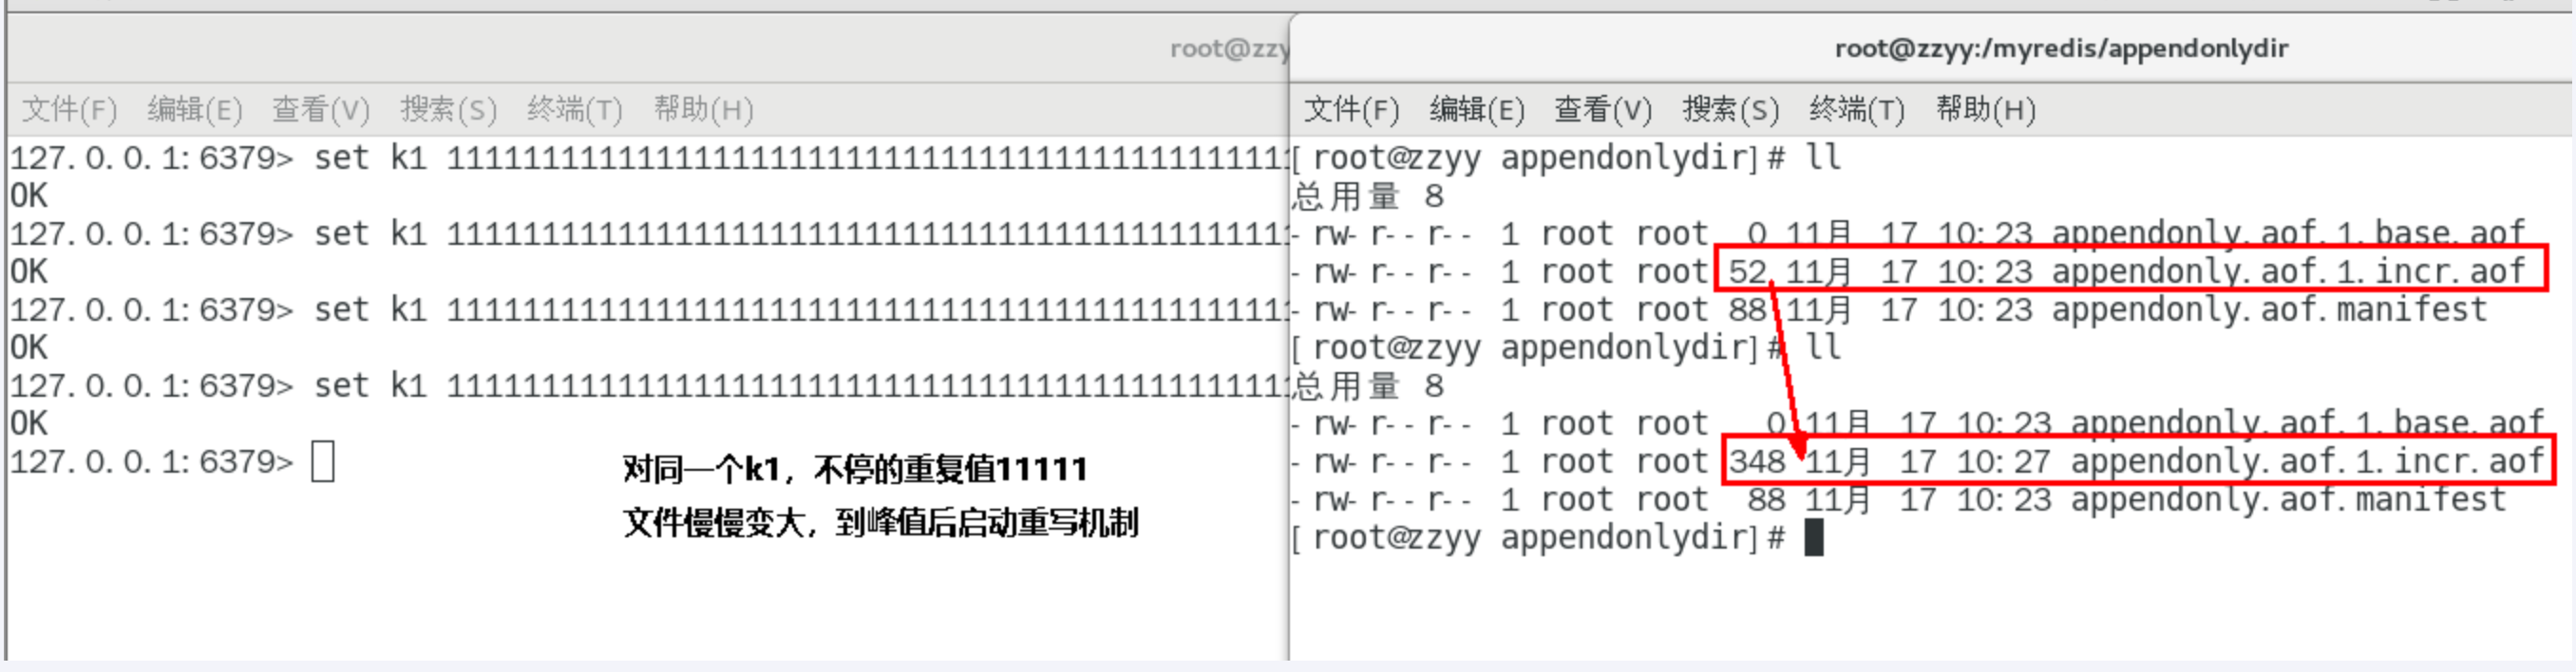 root@zzy
文件(F) 编辑(E) 查看(V) 搜索(S) 终端(T) 帮助(H)
127.0.0.1:6379> set k1 11111111111111111111111111111111111111111111
OK
127.0.0.1:6379> set k1 11111111111111111111111111111111111111111111
OK
127.0.0.1:6379> set k1 11111111111111111111111111111111111111111111
OK
127.0.0.1:6379> set k1 11111111111111111111111111111111111111111111
OK
127.0.0.1:6379>
对同一个k1，不停的重复值11111
文件慢慢变大，到峰值后启动重写机制
root@zzyy:/myredis/appendonlydir
文件(F) 编辑(E) 查看(V) 搜索(S) 终端(T) 帮助(H)
[root@zzyy appendonlydir]# ll
总用量 8
-rw-r--r-- 1 root root 0 11月 17 10:23 appendonly.aof.1.base.aof
-rw-r--r-- 1 root root 52 11月 17 10:23 appendonly.aof.1.incr.aof
-rw-r--r-- 1 root root 88 11月 17 10:23 appendonly.aof.manifest
[root@zzyy appendonlydir]# ll
总用量 8
-rw-r--r-- 1 root root 0 11月 17 10:23 appendonly.aof.1.base.aof
-rw-r--r-- 1 root root 348 11月 17 10:27 appendonly.aof.1.incr.aof
-rw-r--r-- 1 root root 88 11月 17 10:23 appendonly.aof.manifest
[root@zzyy appendonlydir]#